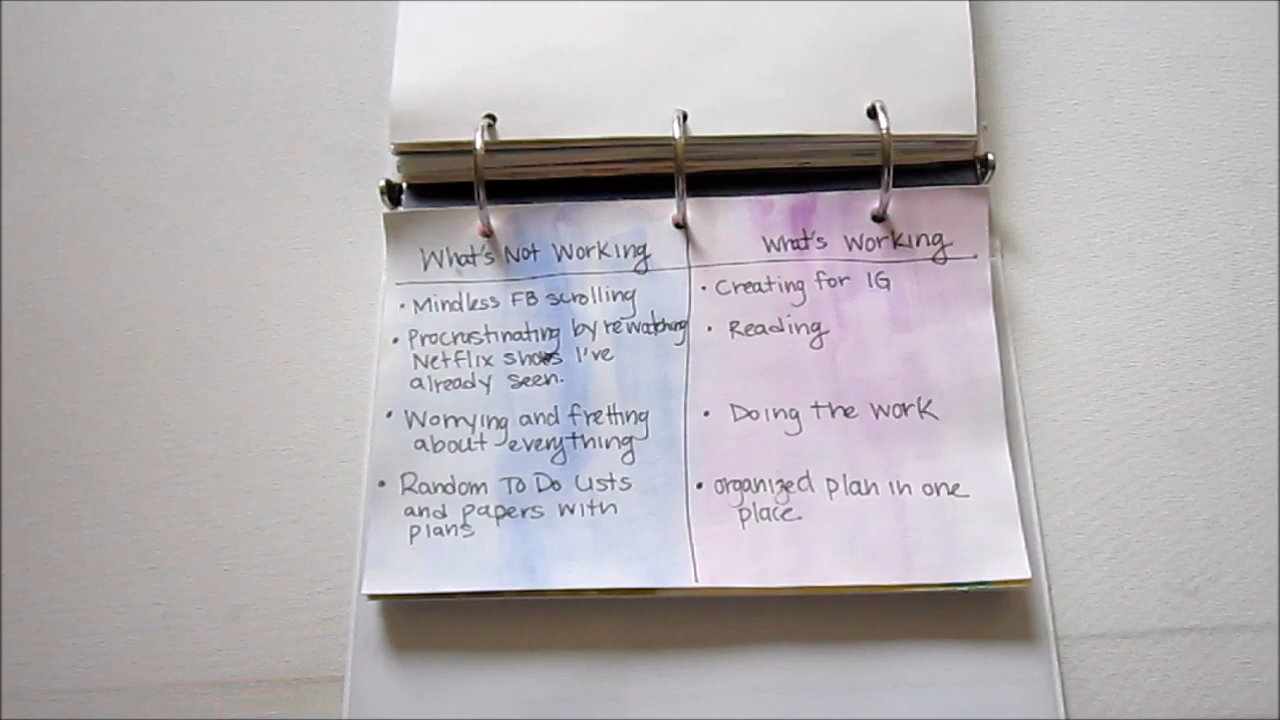 What's Not Working
• Mindless FB scrolling
• Procrastinating by rewatching
Netflix shows I've
already seen.
• Worrying and fretting
about everything
• Random To Do Lists
and papers with
plans
What's Working
• Creating for IG
• Reading
• Doing the work
• organized plan in one
place.